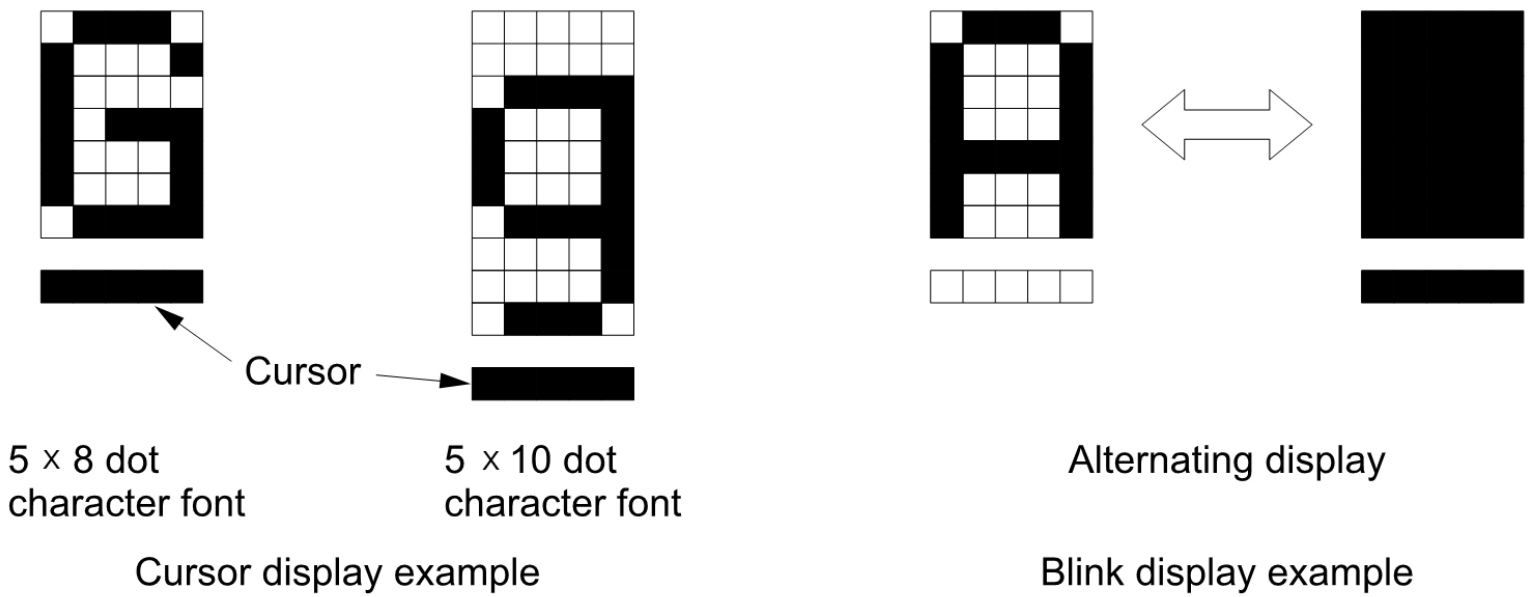 Cursor
5 × 8 dot
character font
5 × 10 dot
character font
Alternating display
Cursor display example
Blink display example